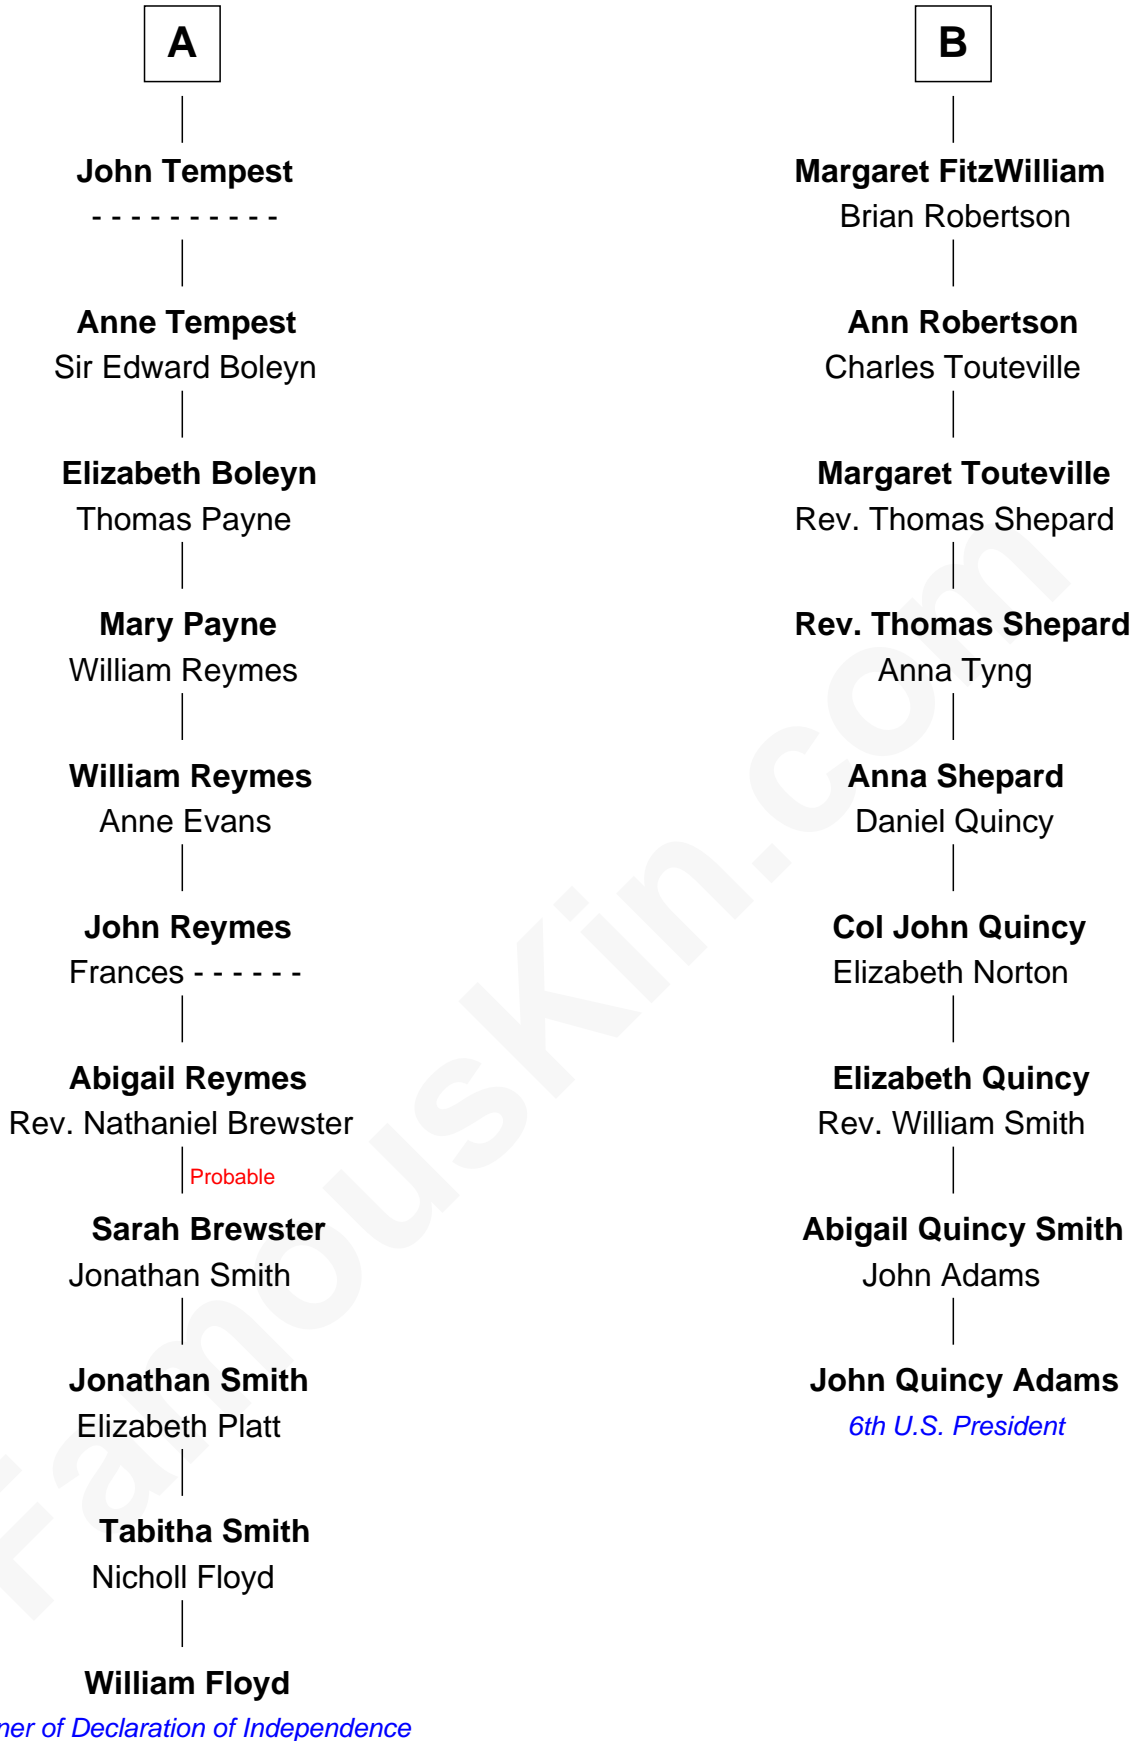 A
John Tempest
- - - - - - - - - -
Anne Tempest
Sir Edward Boleyn
Elizabeth Boleyn
Thomas Payne
Mary Payne
William Reymes
William Reymes
Anne Evans
John Reymes
Frances - - - - - -
Abigail Reymes
Rev. Nathaniel Brewster
Probable
Sarah Brewster
Jonathan Smith
Jonathan Smith
Elizabeth Platt
Tabitha Smith
Nicholl Floyd
William Floyd
of Declaration of Independence
B
Margaret FitzWilliam
Brian Robertson
Ann Robertson
Charles Touteville
Margaret Touteville
Rev. Thomas Shepard
Rev. Thomas Shepard
Anna Tyng
Anna Shepard
Daniel Quincy
Col John Quincy
Elizabeth Norton
Elizabeth Quincy
Rev. William Smith
Abigail Quincy Smith
John Adams
John Quincy Adams
6th U.S. President
FamousKin.com